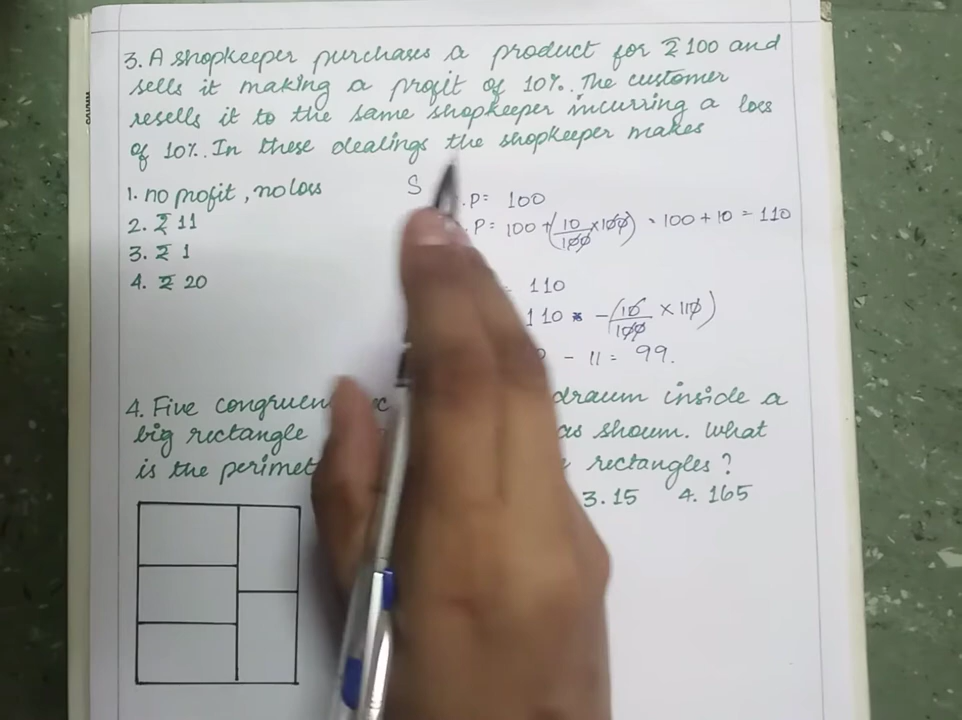 3. A shopkeeper purchases a product for ₹ 100 and
sells it making a profit of 10%. The customer
resells it to the same shopkeeper incurring a loss
of 10%. In these dealings the shopkeeper makes
1. no profit, no loss
2. ₹ 11
3. ₹ 1
4. ₹ 20
S
.P = 100
.P = 100 + (10/100 × 100) = 100 + 10 = 110
= 110
110 - (10/100 × 110)
- 11 = 99.
4. Five drawn inside a
big rectangle as shown. What
is the rectangles?
3. 15 4. 165